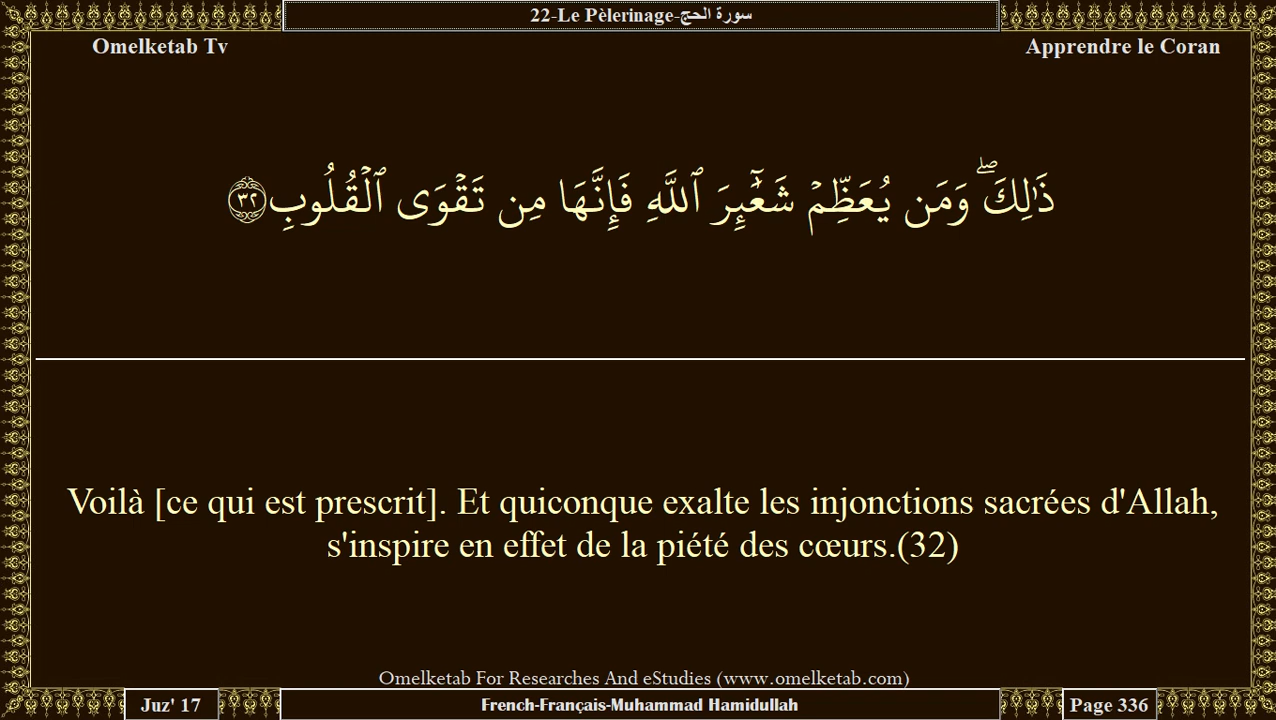 22-Le Pèlerinage-سورة الحج
Omelketab Tv
Apprendre le Coran
ذَٰلِكَۖ وَمَن يُعَظِّمۡ شَعَٰٓئِرَ ٱللَّهِ فَإِنَّهَا مِن تَقۡوَى ٱلۡقُلُوبِ ٣٢
Voilà [ce qui est prescrit]. Et quiconque exalte les injonctions sacrées d'Allah,
s'inspire en effet de la piété des cœurs.(32)
Omelketab For Researches And eStudies (www.omelketab.com)
Juz' 17
French-Français-Muhammad Hamidullah
Page 336